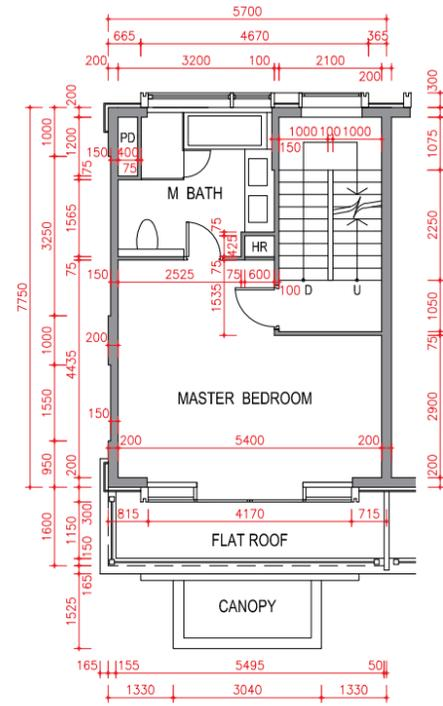 5700
665 4670 365
200 3200 100 2100
200
300
200
1000
1200
PD
1000 100 1000
150
1075
150 400
75
75
M BATH
3250
1565
2250
75
425
HR
75
75
150
2525 75 600
100 D U
7750
1535
1050
200
1000
75
4435
MASTER BEDROOM
1550
150
2900
200 5400 200
950
200
200
300
815 4170 715
1600
1150
FLAT ROOF
150
165
CANOPY
1525
165 155 5495 50
1330 3040 1330